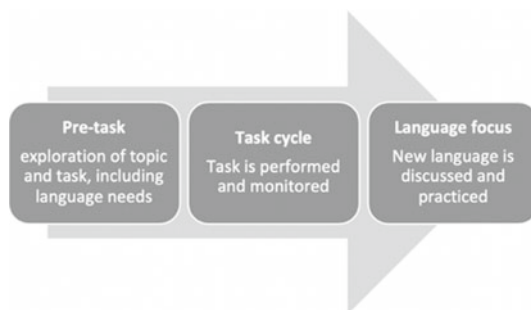 Pre-task
exploration of topic
and task, including
language needs
Task cycle
Task is performed
and monitored
Language focus
New language is
discussed and
practiced